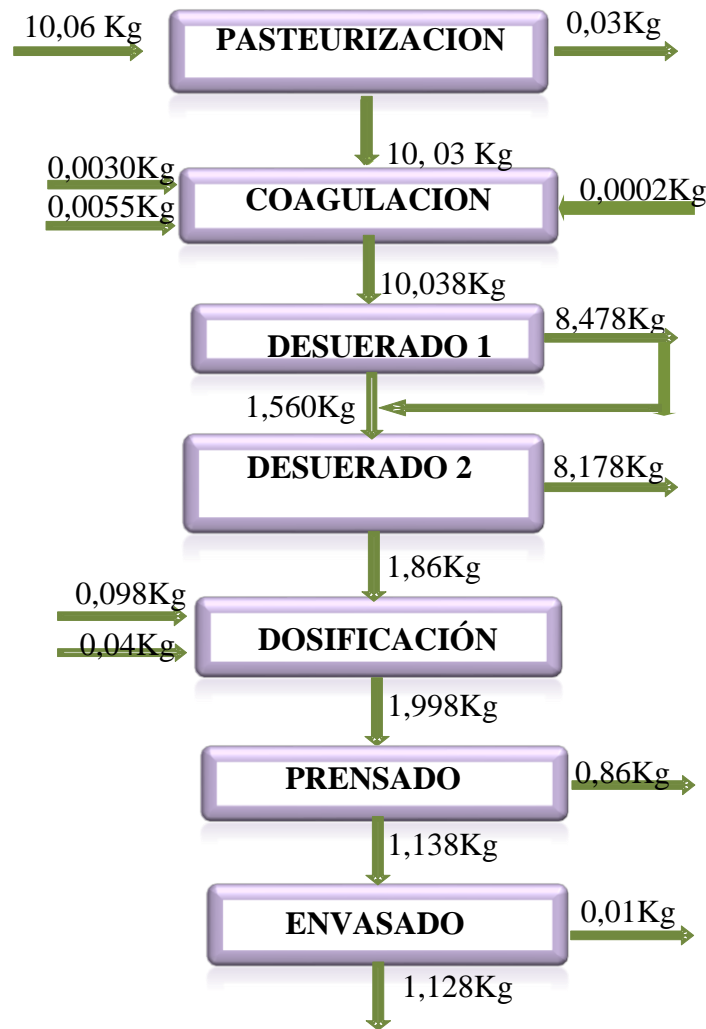 10,06 Kg
PASTEURIZACION
0,03Kg
10, 03 Kg
0,0030Kg
0,0055Kg
COAGULACION
0,0002Kg
10,038Kg
DESUERADO 1
8,478Kg
1,560Kg
DESUERADO 2
8,178Kg
1,86Kg
0,098Kg
0,04Kg
DOSIFICACIÓN
1,998Kg
PRENSADO
0,86Kg
1,138Kg
ENVASADO
0,01Kg
1,128Kg